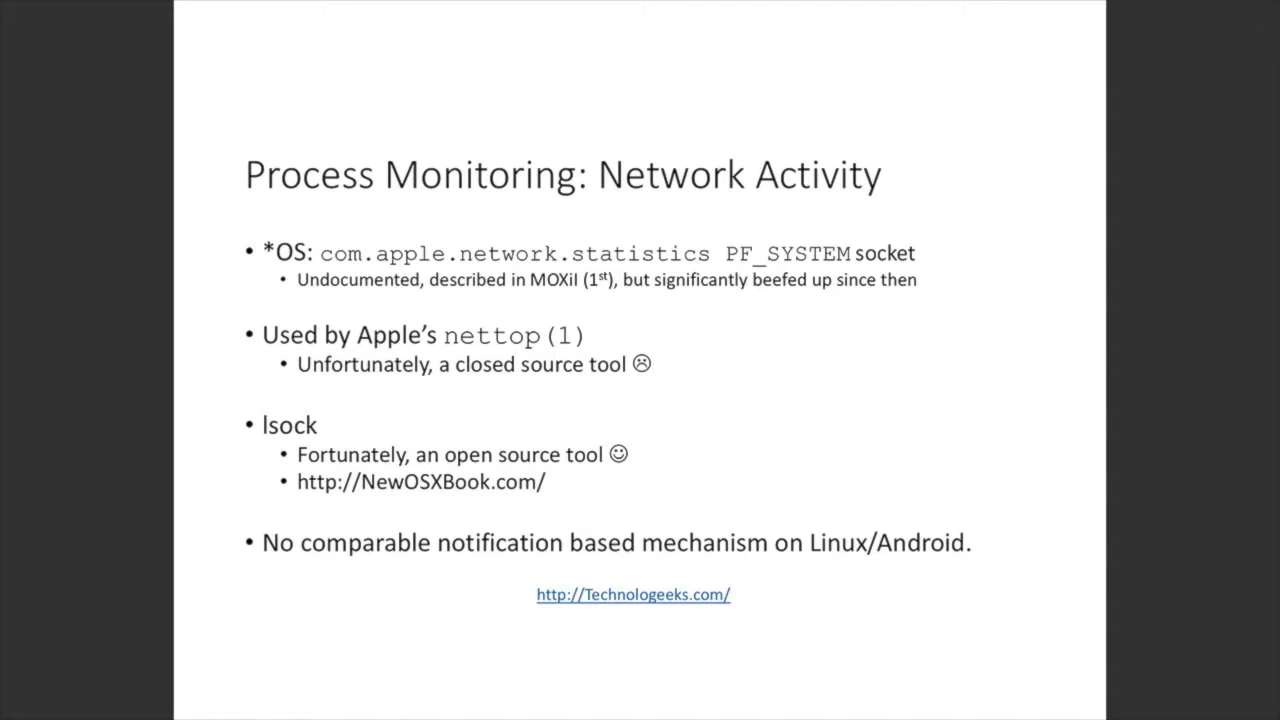 Process Monitoring: Network Activity
• *OS: com.apple.network.statistics PF_SYSTEM socket
• Undocumented, described in MOXiI (1st), but significantly beefed up since then
• Used by Apple’s nettop(1)
• Unfortunately, a closed source tool ☹
• lsock
• Fortunately, an open source tool ☺
• http://NewOSXBook.com/
• No comparable notification based mechanism on Linux/Android.
http://Technologeeks.com/